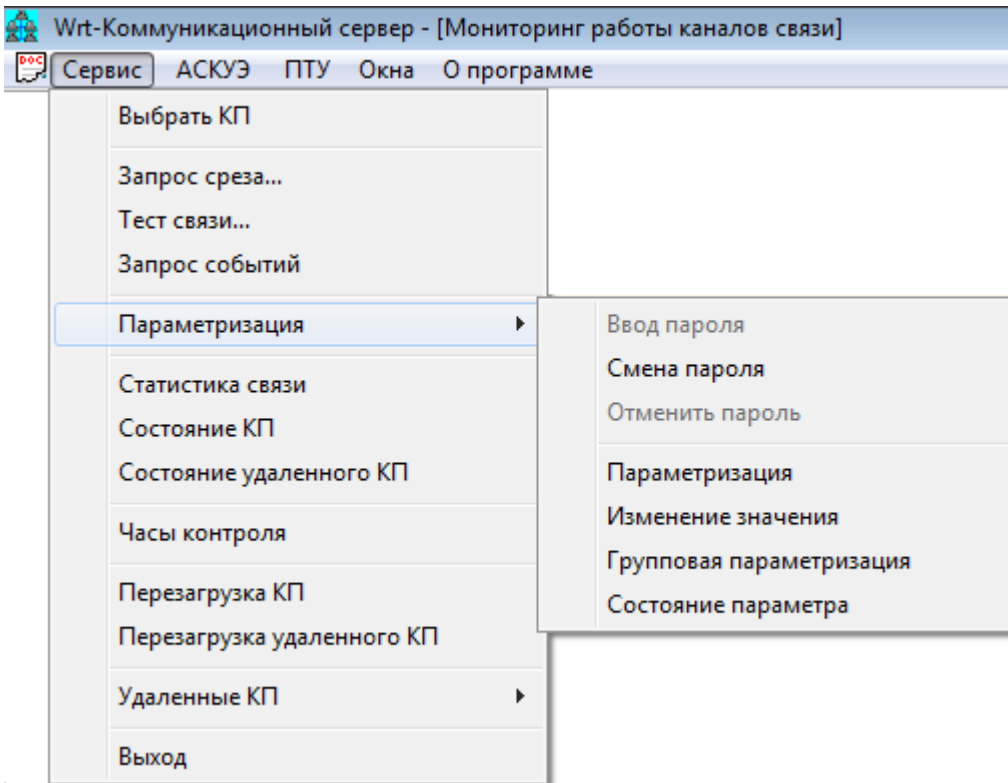 Wrt-Коммуникационный сервер - [Мониторинг работы каналов связи]
DOC Сервис АСКУЭ ПТУ Окна О программе
Выбрать КП
Запрос среза...
Тест связи...
Запрос событий
Параметризация
Статистика связи
Состояние КП
Состояние удаленного КП
Часы контроля
Перезагрузка КП
Перезагрузка удаленного КП
Удаленные КП
Выход
Ввод пароля
Смена пароля
Отменить пароль
Параметризация
Изменение значения
Групповая параметризация
Состояние параметра